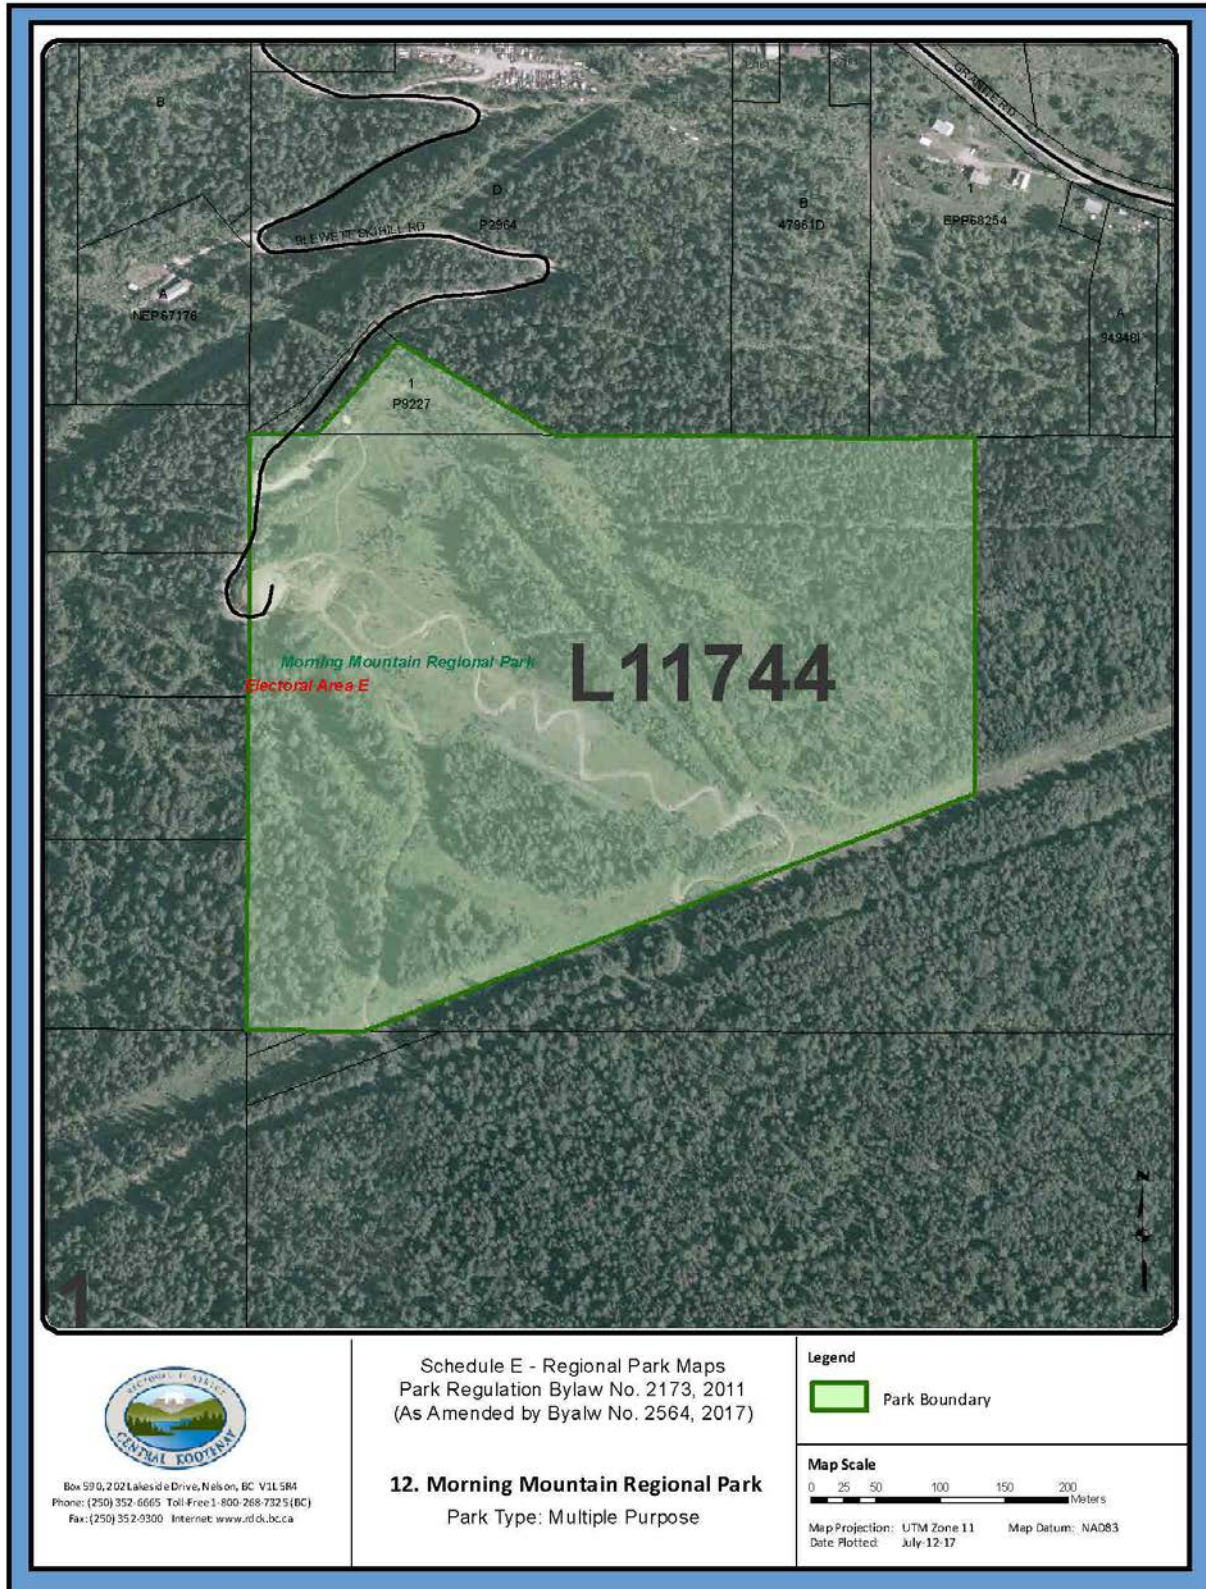 GRANITE RD
B
D
P2964
BLEWETT SKI HILL RD
B
47961D
1
EPP68254
A
NEP67176
A
94948I
1
P9227
L11744
Morning Mountain Regional Park
Electoral Area E
1
Z
REGIONAL DISTRICT
CENTRAL KOOTENAY
Box 590, 202 Lakeside Drive, Nelson, BC V1L 5R4
Phone: (250) 352-6665 Toll-Free 1-800-268-7325 (BC)
Fax: (250) 352-9300 Internet: www.rdck.bc.ca
Schedule E - Regional Park Maps
Park Regulation Bylaw No. 2173, 2011
(As Amended by Byalw No. 2564, 2017)
12. Morning Mountain Regional Park
Park Type: Multiple Purpose
Legend
Park Boundary
Map Scale
0 25 50 100 150 200
Meters
Map Projection: UTM Zone 11 Map Datum: NAD83
Date Plotted: July-12-17